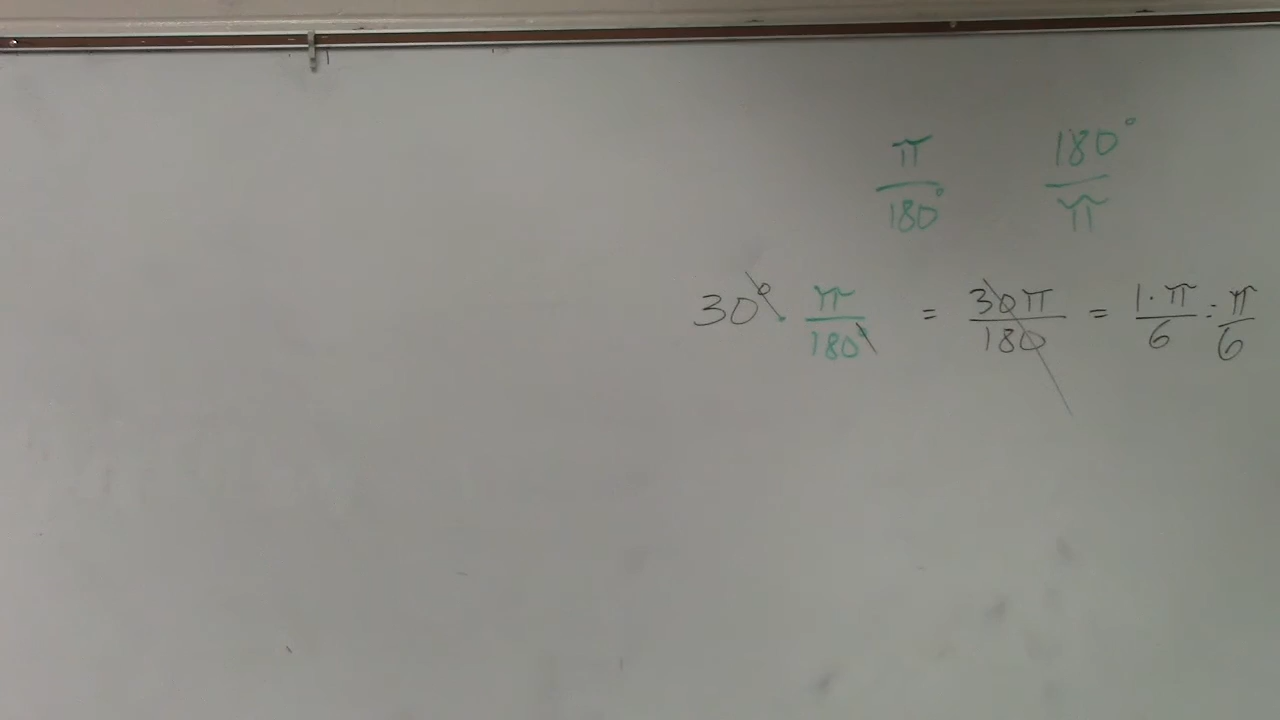 π/180° 180°/π
30° π/180° = 30π/180 = 1·π/6 = π/6